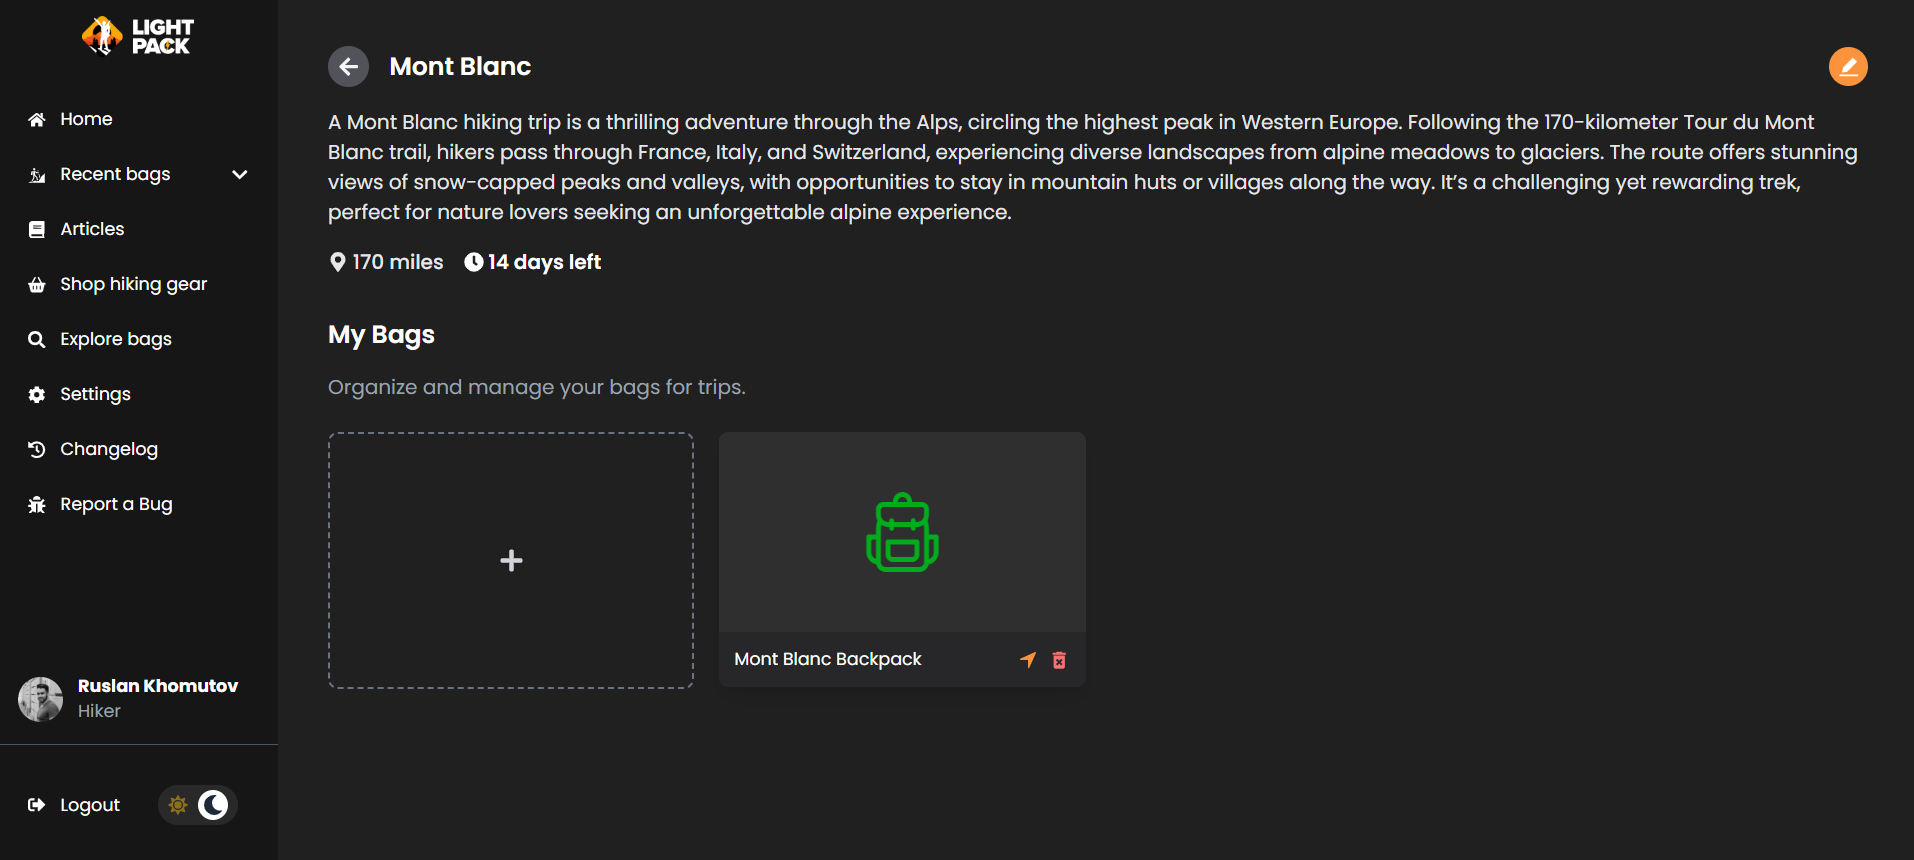 LIGHT
PACK
Home
Recent bags
Articles
Shop hiking gear
Explore bags
Settings
Changelog
Report a Bug
Ruslan Khomutov
Hiker
Logout
Mont Blanc
A Mont Blanc hiking trip is a thrilling adventure through the Alps, circling the highest peak in Western Europe. Following the 170-kilometer Tour du Mont
Blanc trail, hikers pass through France, Italy, and Switzerland, experiencing diverse landscapes from alpine meadows to glaciers. The route offers stunning
views of snow-capped peaks and valleys, with opportunities to stay in mountain huts or villages along the way. It’s a challenging yet rewarding trek,
perfect for nature lovers seeking an unforgettable alpine experience.
170 miles 14 days left
My Bags
Organize and manage your bags for trips.
Mont Blanc Backpack